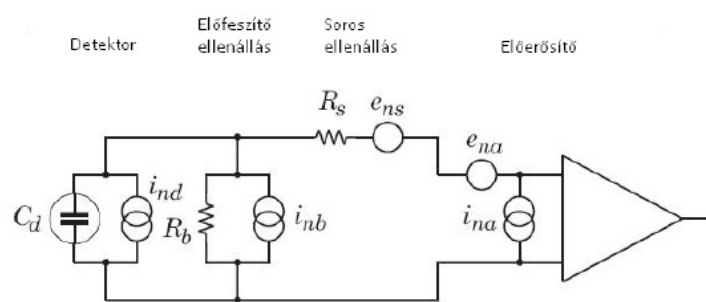 Detektor
Előfeszítő
ellenállás
Soros
ellenállás
Előerősítő
R_s
e_ns
e_na
C_d
i_nd
R_b
i_nb
i_na